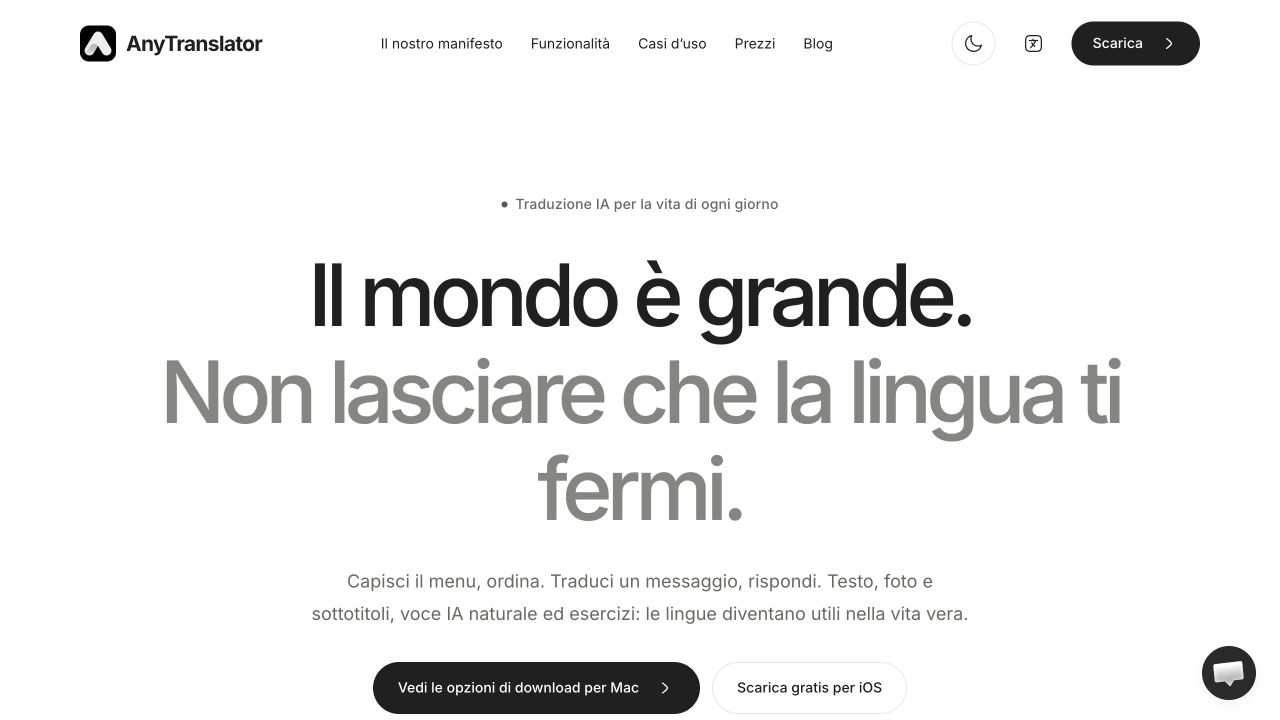 AnyTranslator
Il nostro manifesto
Funzionalità
Casi d’uso
Prezzi
Blog
Scarica
Traduzione IA per la vita di ogni giorno
Il mondo è grande.
Non lasciare che la lingua ti
fermi.
Capisci il menu, ordina. Traduci un messaggio, rispondi. Testo, foto e
sottotitoli, voce IA naturale ed esercizi: le lingue diventano utili nella vita vera.
Vedi le opzioni di download per Mac
Scarica gratis per iOS